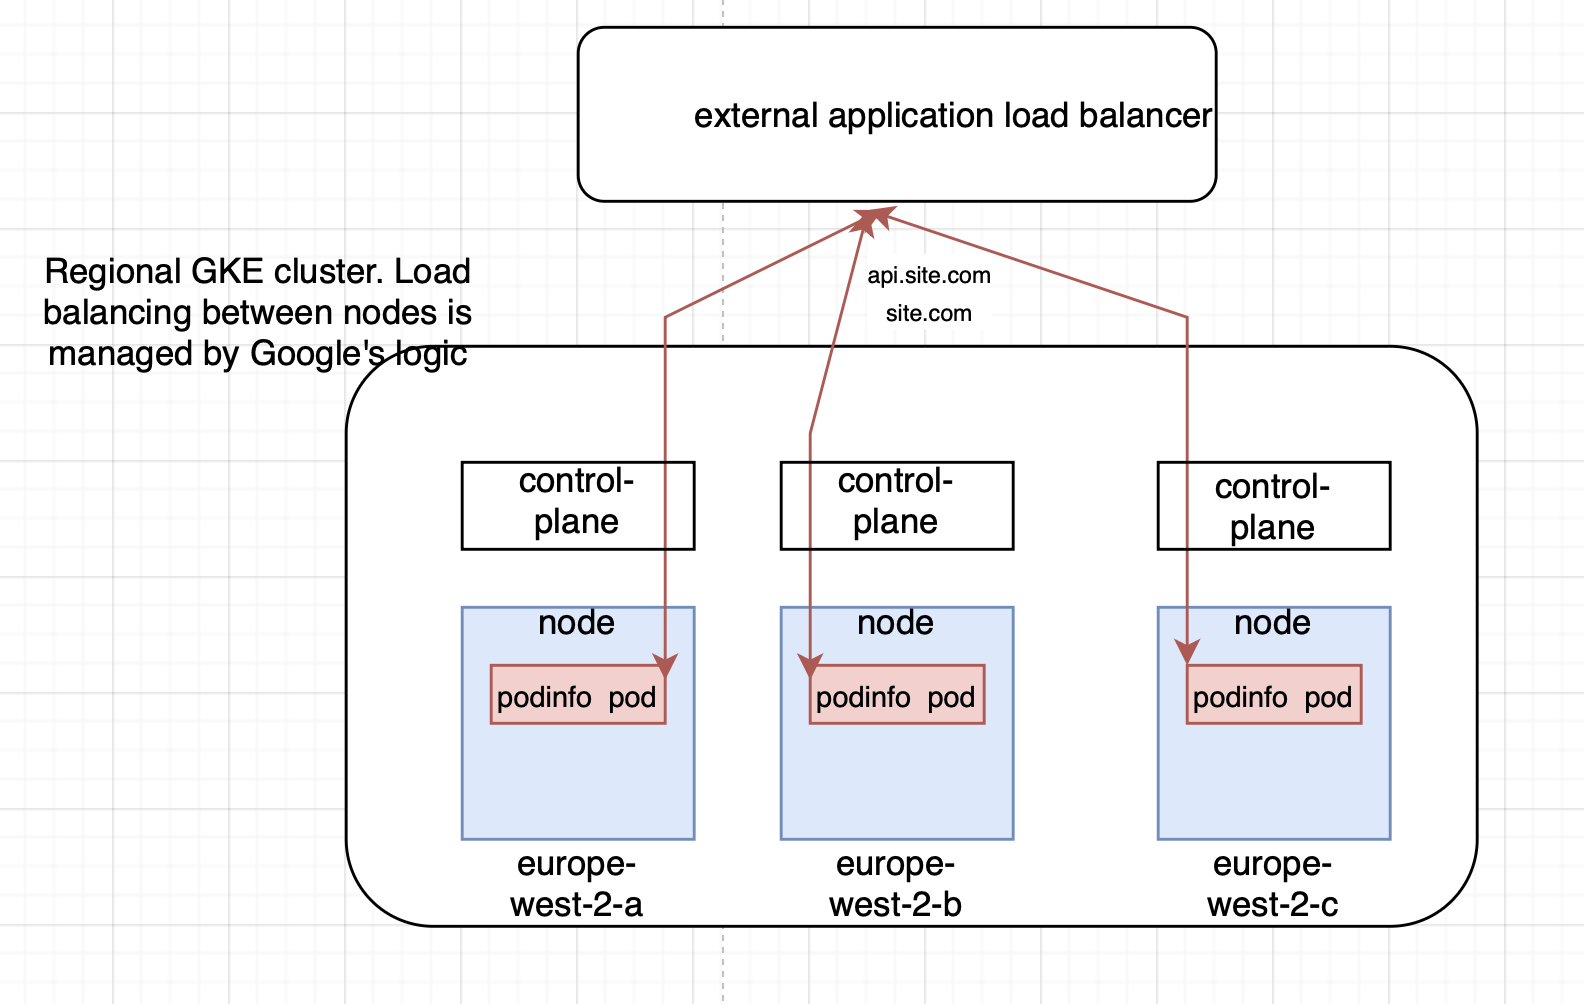 external application load balancer
Regional GKE cluster. Load
balancing between nodes is
managed by Google's logic
api.site.com
site.com
control-
plane
control-
plane
control-
plane
node
node
node
podinfo pod
podinfo pod
podinfo pod
europe-
west-2-a
europe-
west-2-b
europe-
west-2-c